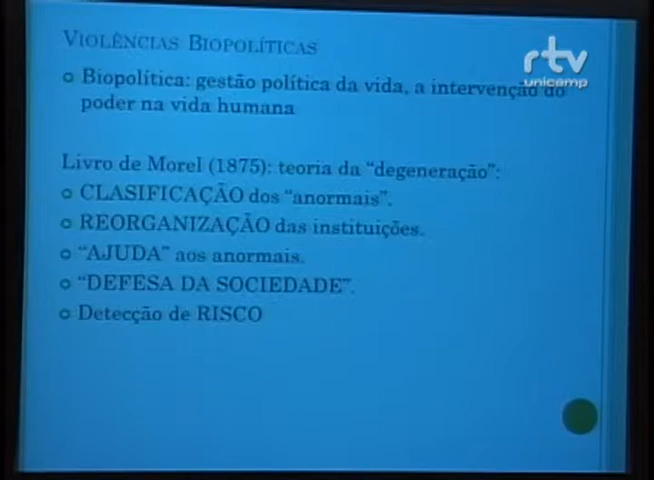 VIOLÊNCIAS BIOPOLÍTICAS
rtv
unicamp
Biopolítica: gestão política da vida, a intervenção do
poder na vida humana
Livro de Morel (1875): teoria da “degeneração”:
CLASIFICAÇÃO dos “anormais”.
REORGANIZAÇÃO das instituições.
“AJUDA” aos anormais.
“DEFESA DA SOCIEDADE”.
Detecção de RISCO